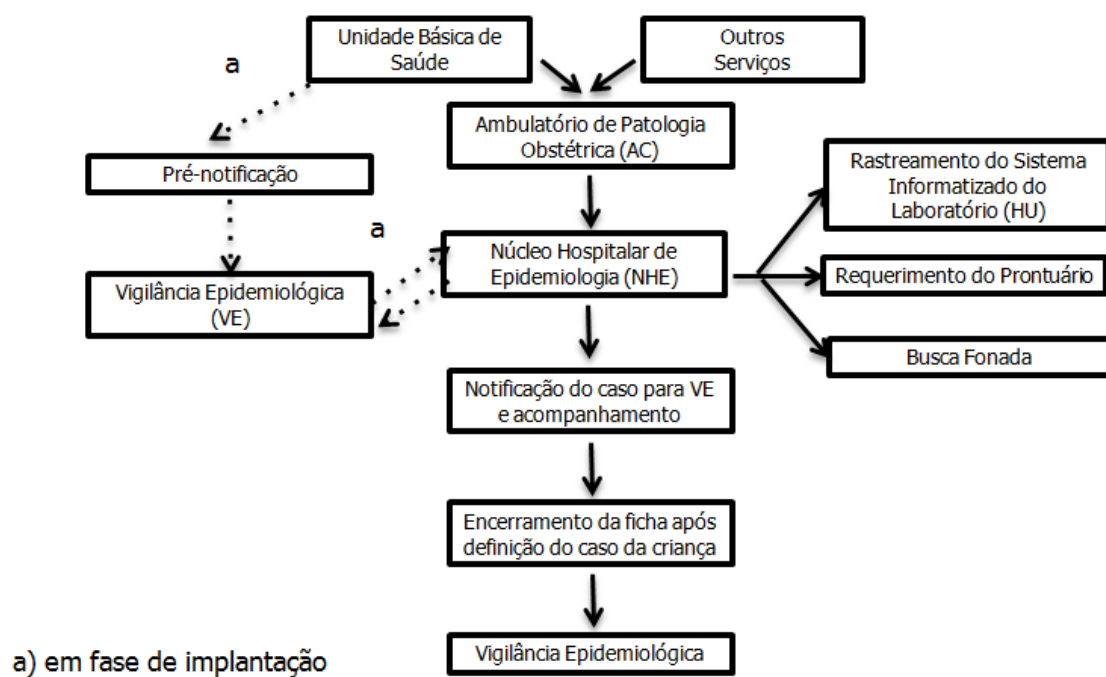 Unidade Básica de
Saúde
Outros
Serviços
a
Ambulatório de Patologia
Obstétrica (AC)
Pré-notificação
Rastreamento do Sistema
Informatizado do
Laboratório (HU)
a
Núcleo Hospitalar de
Epidemiologia (NHE)
Requerimento do Prontuário
Vigilância Epidemiológica
(VE)
Busca Fonada
Notificação do caso para VE
e acompanhamento
Encerramento da ficha após
definição do caso da criança
Vigilância Epidemiológica
a) em fase de implantação